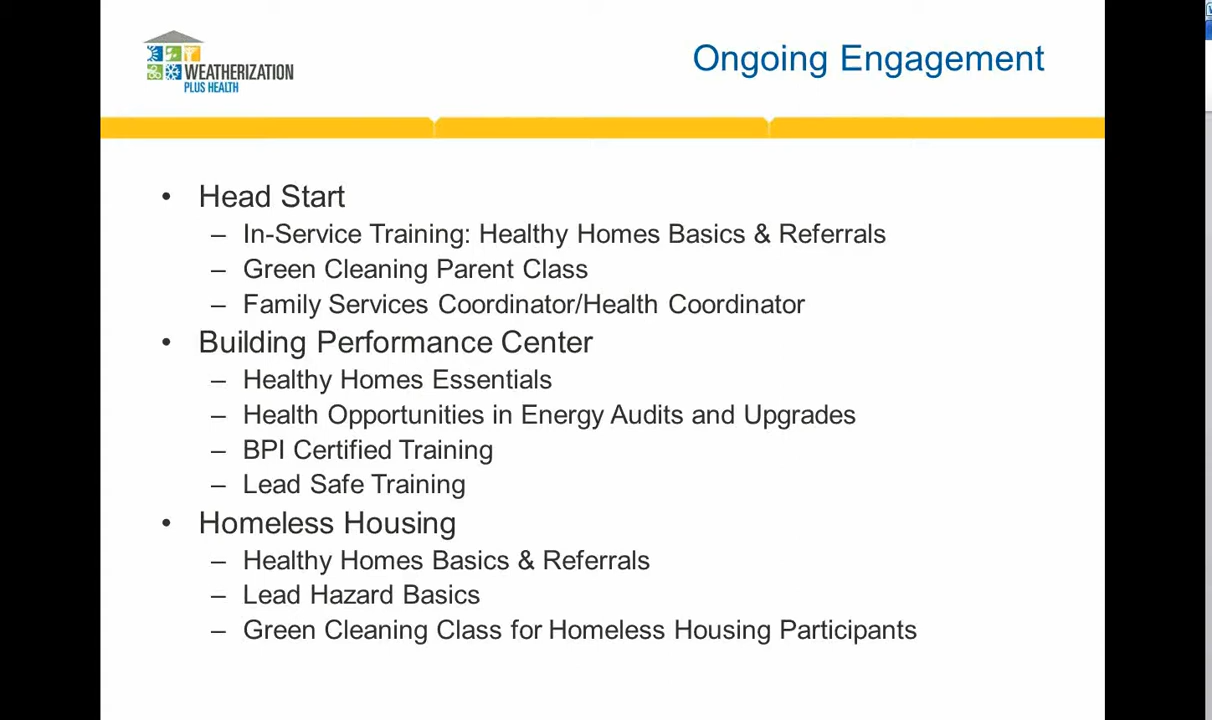 WEATHERIZATION
PLUS HEALTH
Ongoing Engagement
• Head Start
– In-Service Training: Healthy Homes Basics & Referrals
– Green Cleaning Parent Class
– Family Services Coordinator/Health Coordinator
• Building Performance Center
– Healthy Homes Essentials
– Health Opportunities in Energy Audits and Upgrades
– BPI Certified Training
– Lead Safe Training
• Homeless Housing
– Healthy Homes Basics & Referrals
– Lead Hazard Basics
– Green Cleaning Class for Homeless Housing Participants